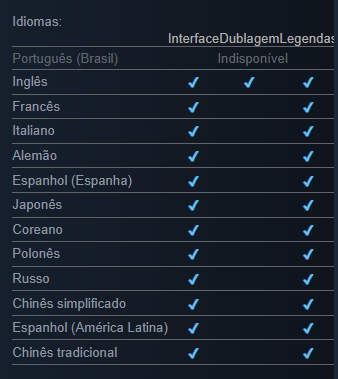 Idiomas:
Interface Dublagem Legendas
Português (Brasil) Indisponível
Inglês ✔ ✔ ✔
Francês ✔ ✔
Italiano ✔ ✔
Alemão ✔ ✔
Espanhol (Espanha) ✔ ✔
Japonês ✔ ✔
Coreano ✔ ✔
Polonês ✔ ✔
Russo ✔ ✔
Chinês simplificado ✔ ✔
Espanhol (América Latina) ✔ ✔
Chinês tradicional ✔ ✔